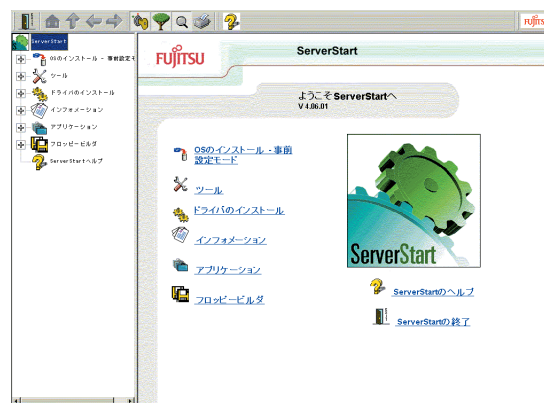 FUJITSU
ServerStart
OSのインストール - 事前設定モ
ツール
ドライバのインストール
インフォメーション
アプリケーション
フロッピービルダ
ServerStartヘルプ
FUJITSU
ServerStart
ようこそ ServerStartへ
V 4.06.01
OSのインストール - 事前
設定モード
ツール
ドライバのインストール
インフォメーション
アプリケーション
フロッピービルダ
ServerStart
ServerStartのヘルプ
ServerStartの終了